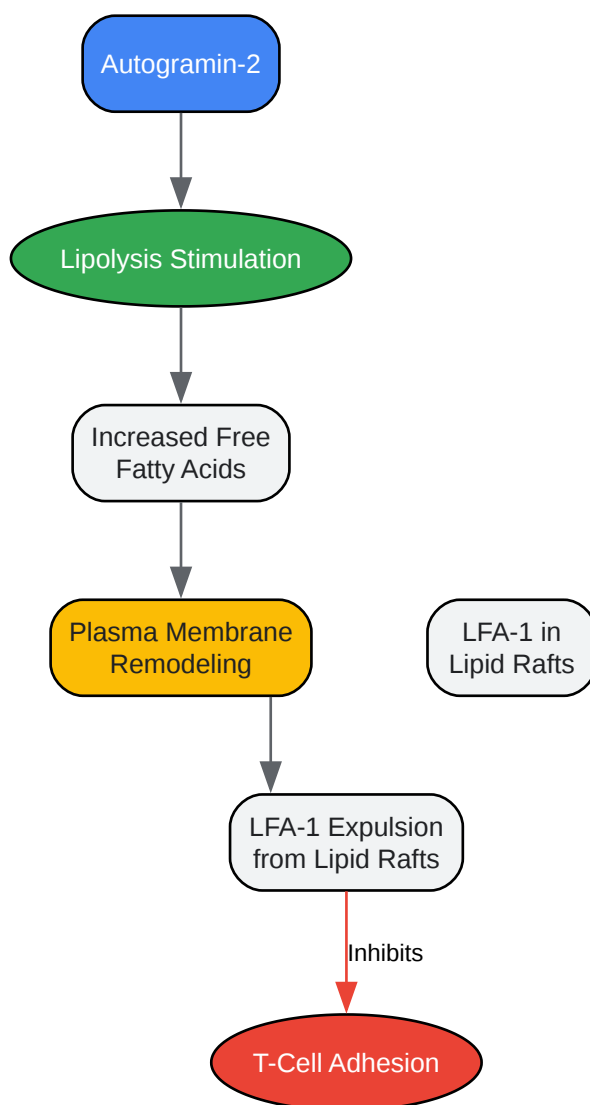 Autogramin-2
Lipolysis Stimulation
Increased Free
Fatty Acids
Plasma Membrane
Remodeling
LFA-1 in
Lipid Rafts
LFA-1 Expulsion
from Lipid Rafts
Inhibits
T-Cell Adhesion